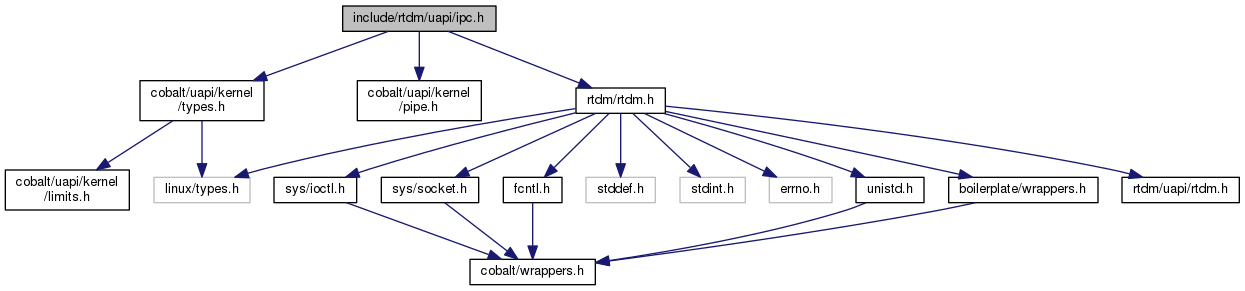 include/rtdm/uapi/ipc.h
cobalt/uapi/kernel
/types.h
cobalt/uapi/kernel
/pipe.h
rtdm/rtdm.h
cobalt/uapi/kernel
/limits.h
linux/types.h
sys/ioctl.h
sys/socket.h
fcntl.h
stddef.h
stdint.h
errno.h
unistd.h
boilerplate/wrappers.h
rtdm/uapi/rtdm.h
cobalt/wrappers.h